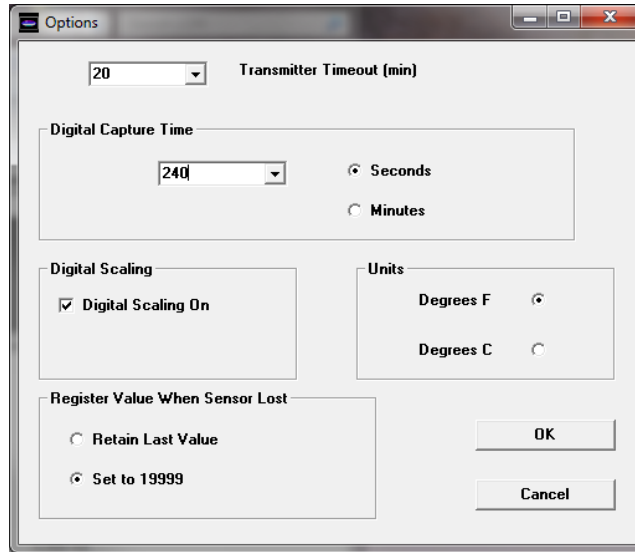 Options
20 Transmitter Timeout (min)
Digital Capture Time
240 Seconds
Minutes
Digital Scaling
Digital Scaling On
Units
Degrees F
Degrees C
Register Value When Sensor Lost
Retain Last Value
Set to 19999
OK
Cancel